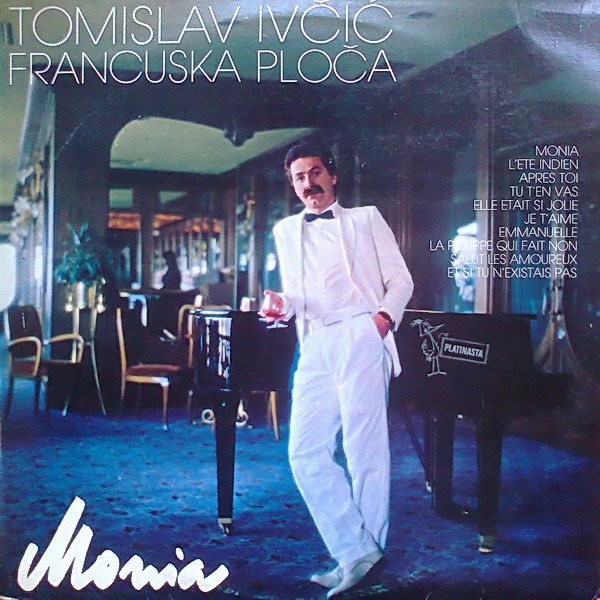 TOMISLAV IVČIĆ
FRANCUSKA PLOČA
MONIA
L'ETE INDIEN
APRES TOI
TU T'EN VAS
ELLE ETAIT SI JOLIE
JE T'AIME
EMMANUELLE
LA POUPPE QUI FAIT NON
SALUT LES AMOUREUX
ET SI TU N'EXISTAIS PAS
PLATINASTA
Monia